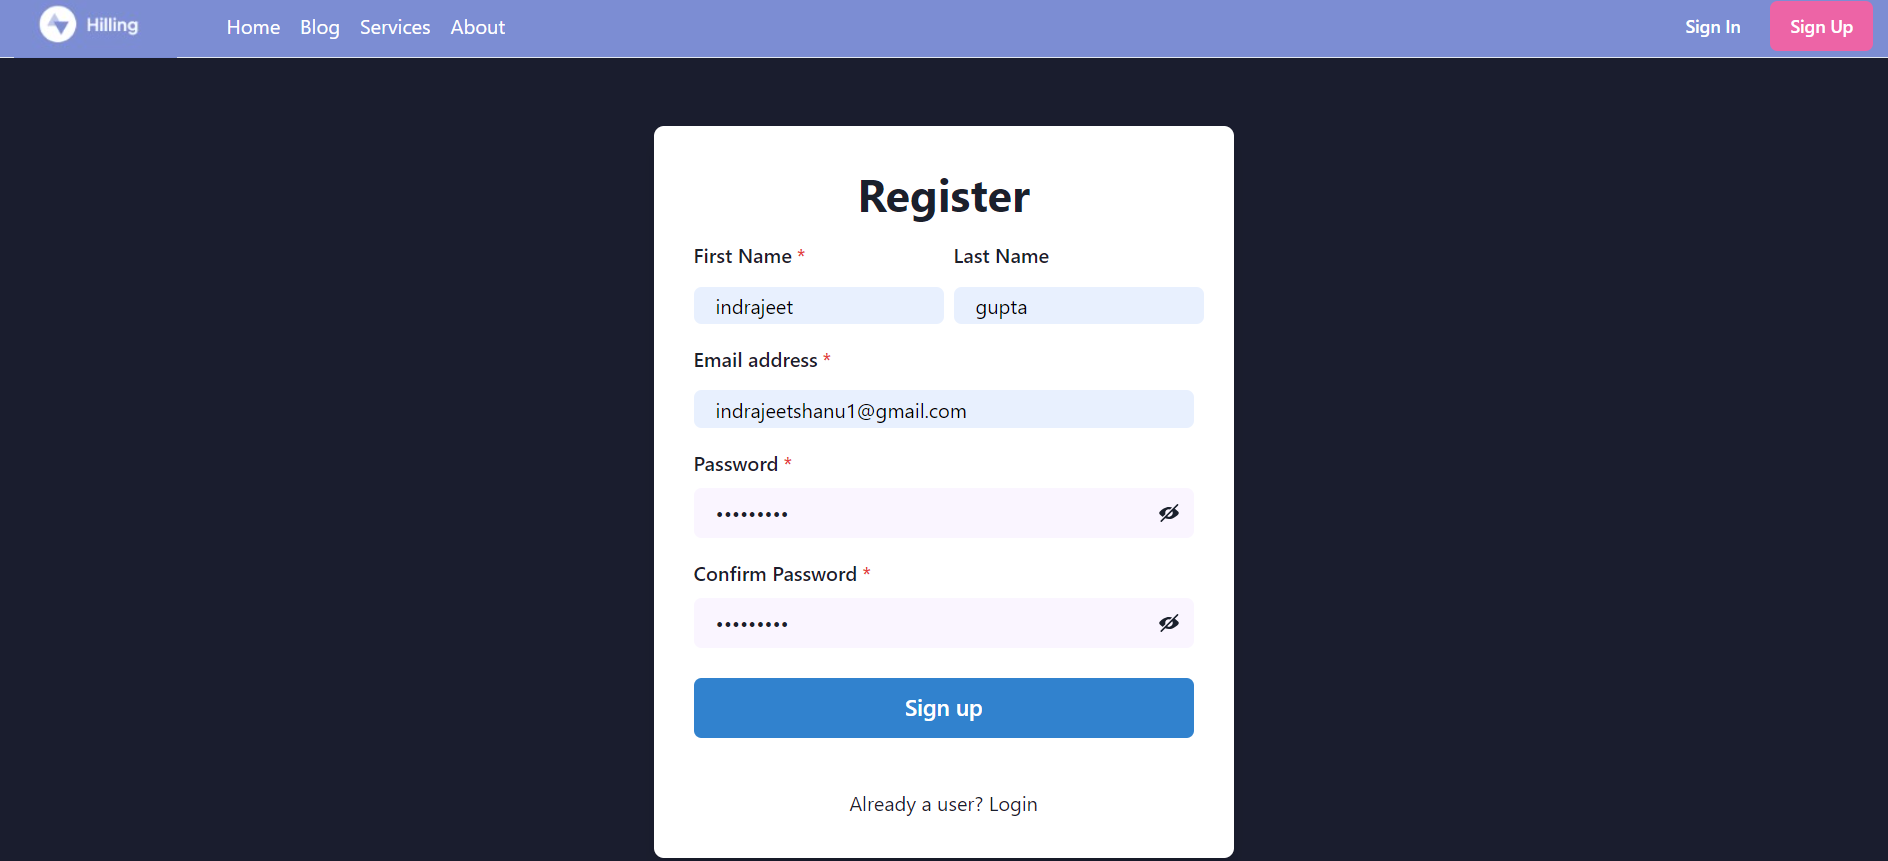 Hilling Home Blog Services About Sign In Sign Up
Register
First Name * Last Name
indrajeet gupta
Email address *
indrajeetshanu1@gmail.com
Password *
•••••••••
Confirm Password *
•••••••••
Sign up
Already a user? Login